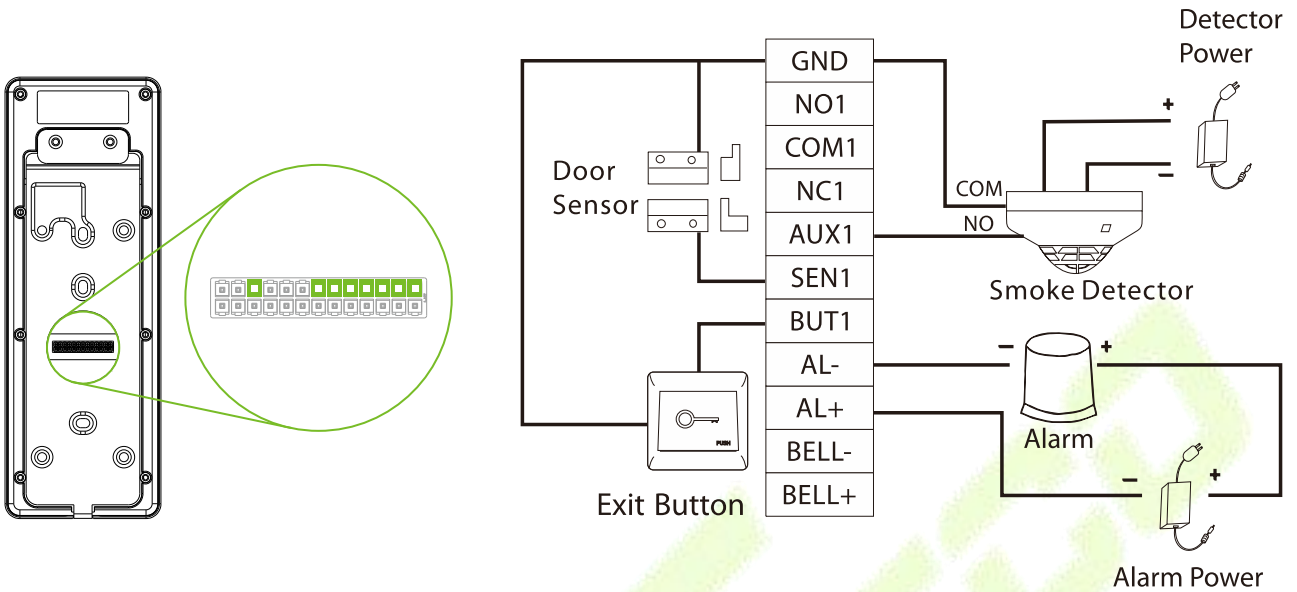 Detector
Power
GND
NO1
COM1
NC1
AUX1
SEN1
BUT1
AL-
AL+
BELL-
BELL+
Door
Sensor
PUSH
Exit Button
COM
NO
+
−
Smoke Detector
−
+
Alarm
−
+
Alarm Power